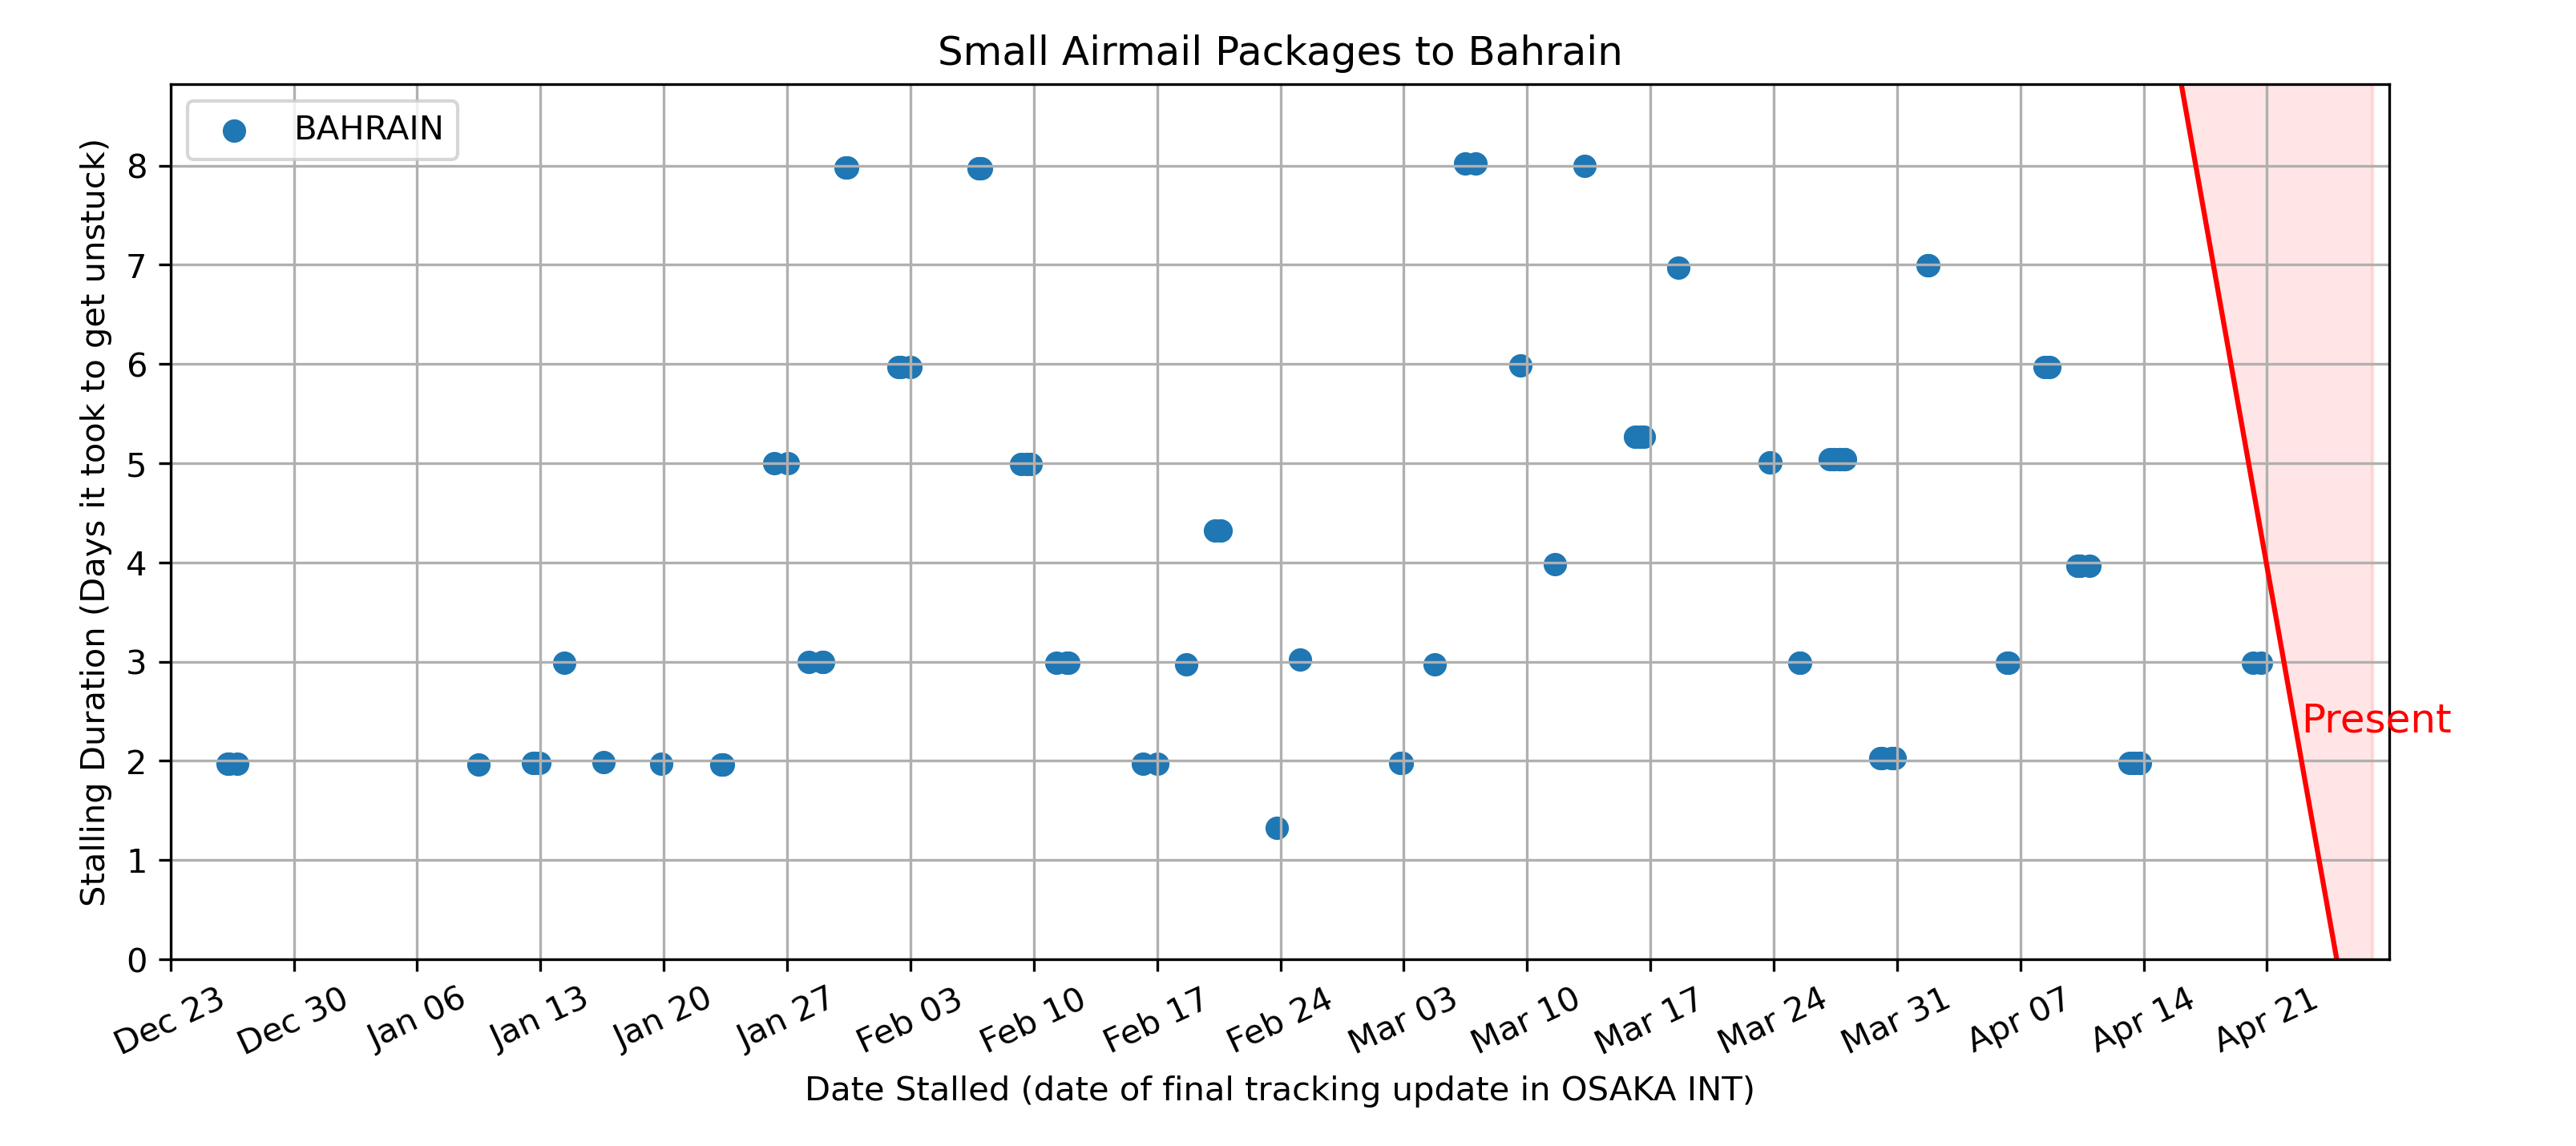 Small Airmail Packages to Bahrain
BAHRAIN
Stalling Duration (Days it took to get unstuck)
8
7
6
5
4
3
2
1
0
Present
Dec 23
Dec 30
Jan 06
Jan 13
Jan 20
Jan 27
Feb 03
Feb 10
Feb 17
Feb 24
Mar 03
Mar 10
Mar 17
Mar 24
Mar 31
Apr 07
Apr 14
Apr 21
Date Stalled (date of final tracking update in OSAKA INT)